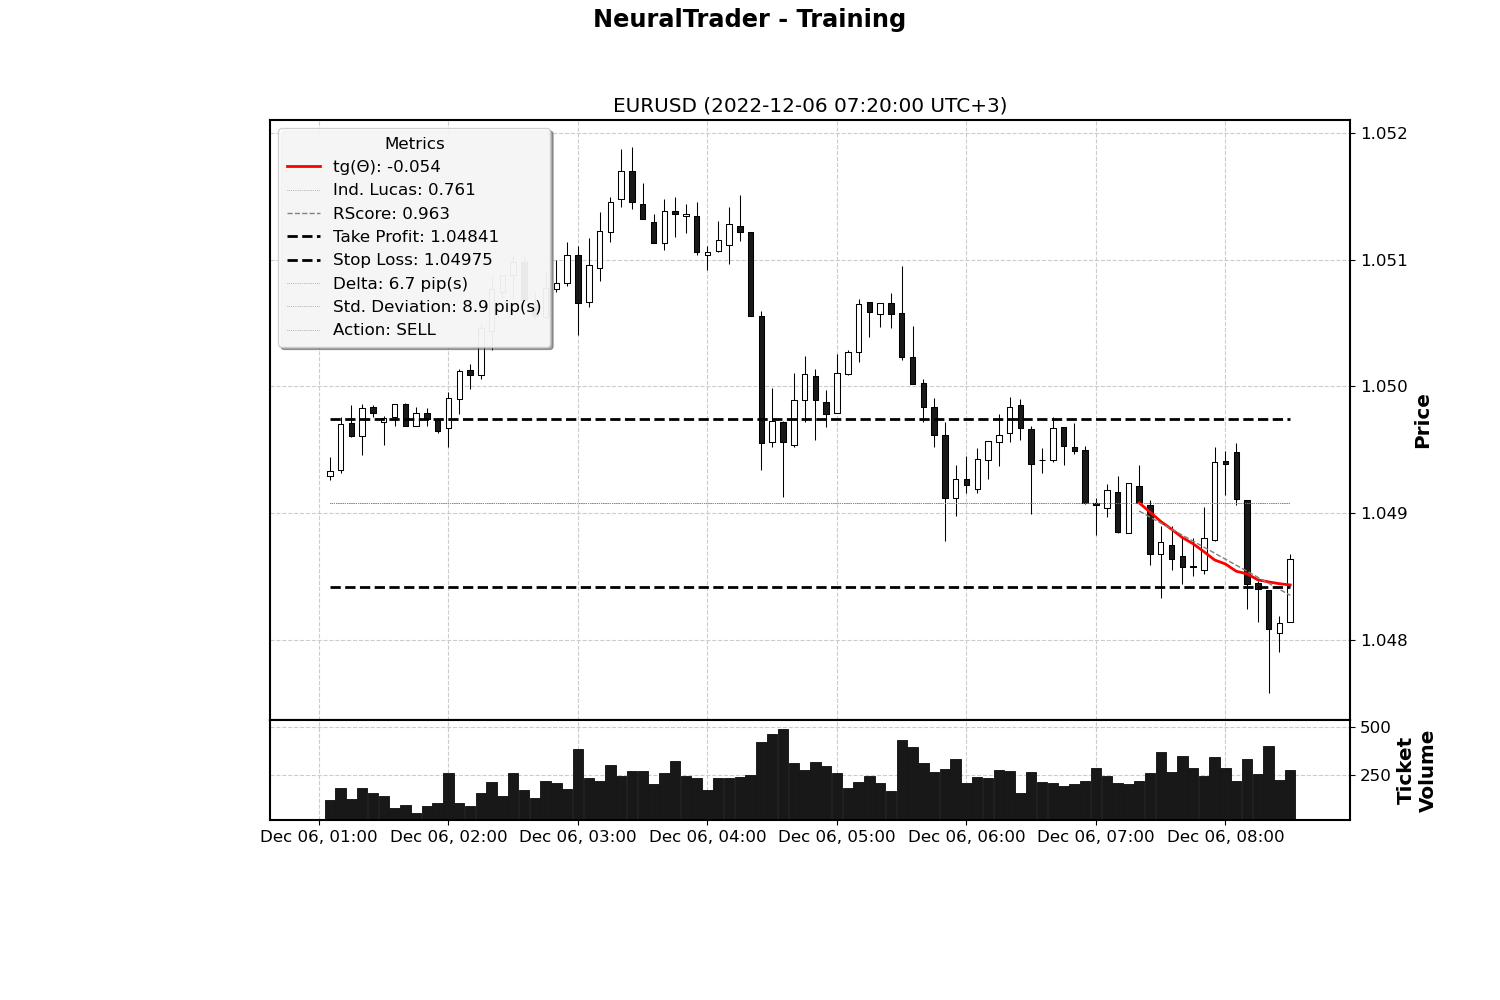 NeuralTrader - Training
EURUSD (2022-12-06 07:20:00 UTC+3)
Metrics
tg(Θ): -0.054
Ind. Lucas: 0.761
RScore: 0.963
Take Profit: 1.04841
Stop Loss: 1.04975
Delta: 6.7 pip(s)
Std. Deviation: 8.9 pip(s)
Action: SELL
1.052
1.051
1.050
1.049
1.048
Price
500
250
Ticket
Volume
Dec 06, 01:00
Dec 06, 02:00
Dec 06, 03:00
Dec 06, 04:00
Dec 06, 05:00
Dec 06, 06:00
Dec 06, 07:00
Dec 06, 08:00